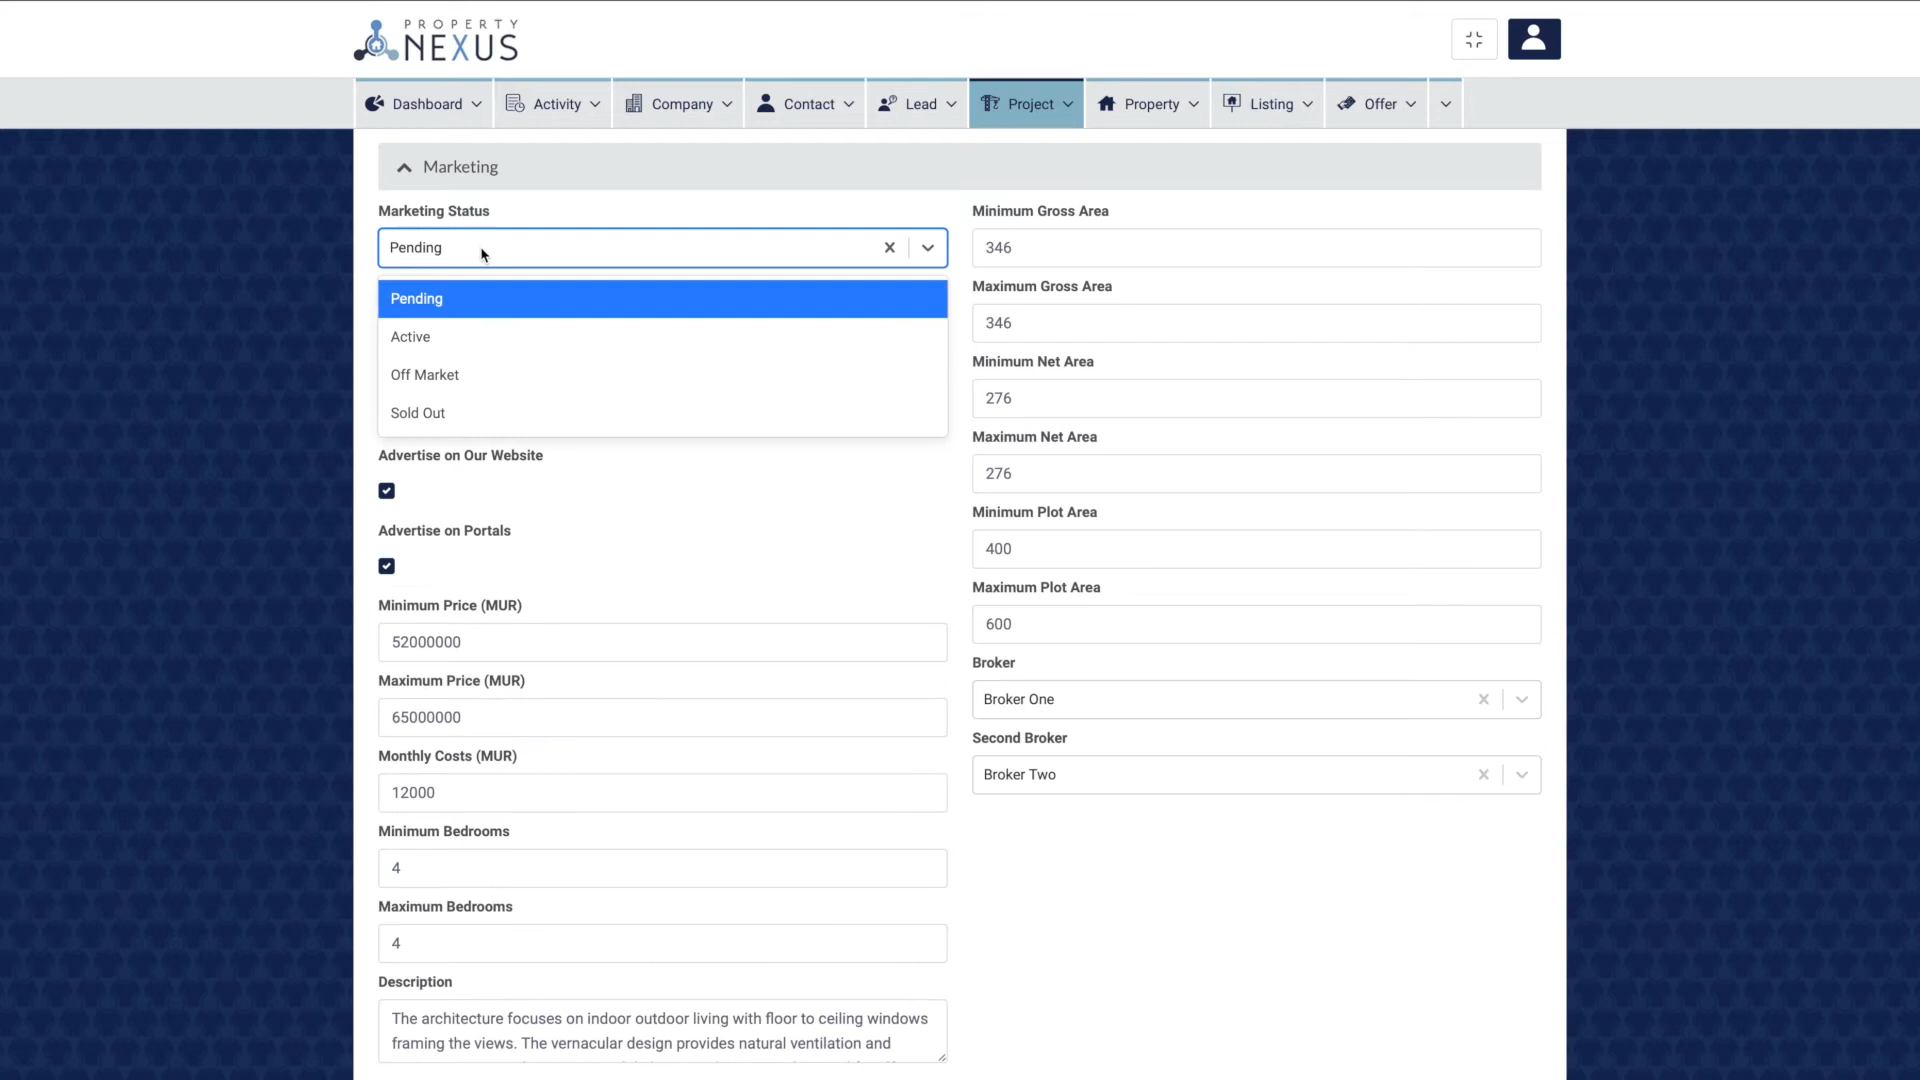 PROPERTY
NEXUS
Dashboard
Activity
Company
Contact
Lead
Project
Property
Listing
Offer
Marketing
Marketing Status
Pending
Pending
Active
Off Market
Sold Out
Advertise on Our Website
Advertise on Portals
Minimum Price (MUR)
52000000
Maximum Price (MUR)
65000000
Monthly Costs (MUR)
12000
Minimum Bedrooms
4
Maximum Bedrooms
4
Description
The architecture focuses on indoor outdoor living with floor to ceiling windows
framing the views. The vernacular design provides natural ventilation and
Minimum Gross Area
346
Maximum Gross Area
346
Minimum Net Area
276
Maximum Net Area
276
Minimum Plot Area
400
Maximum Plot Area
600
Broker
Broker One
Second Broker
Broker Two